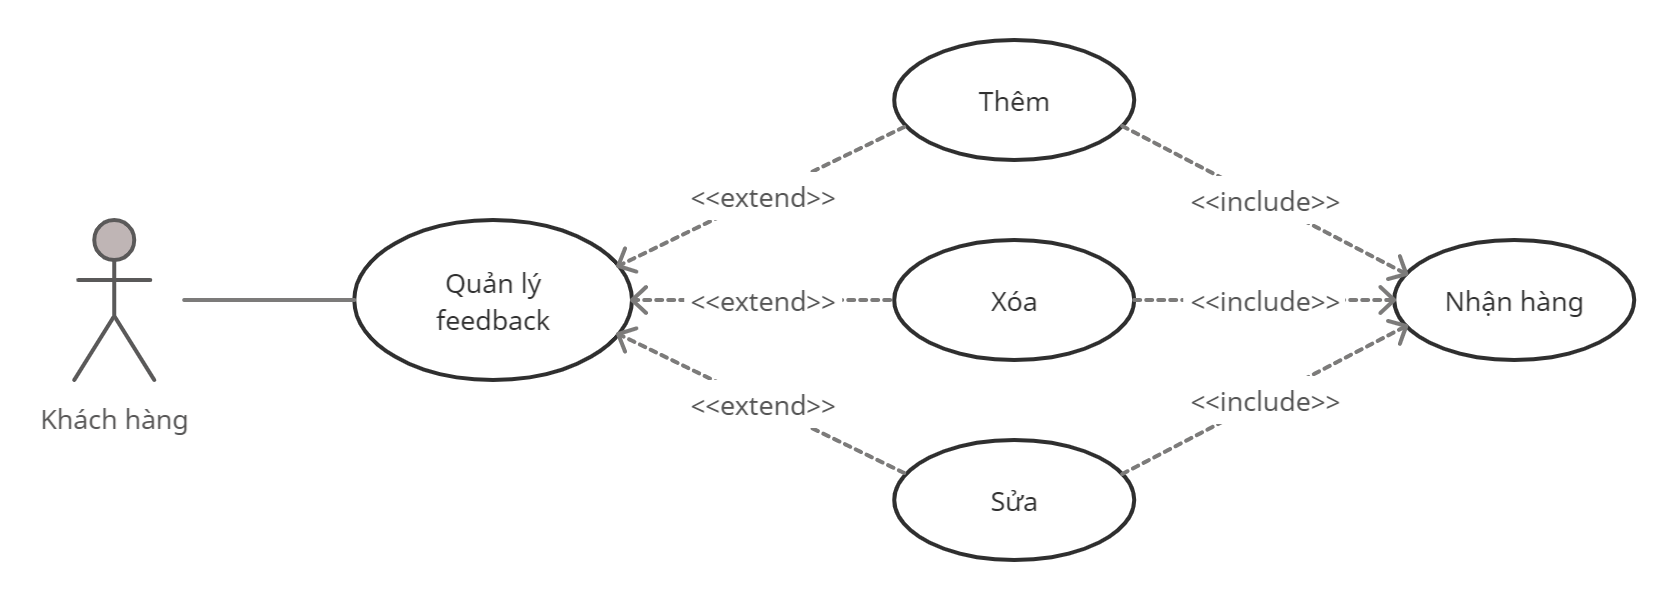 Thêm
<<extend>>
<<include>>
Quản lý
feedback
<<extend>>
Xóa
<<include>>
Nhận hàng
Khách hàng
<<extend>>
<<include>>
Sửa